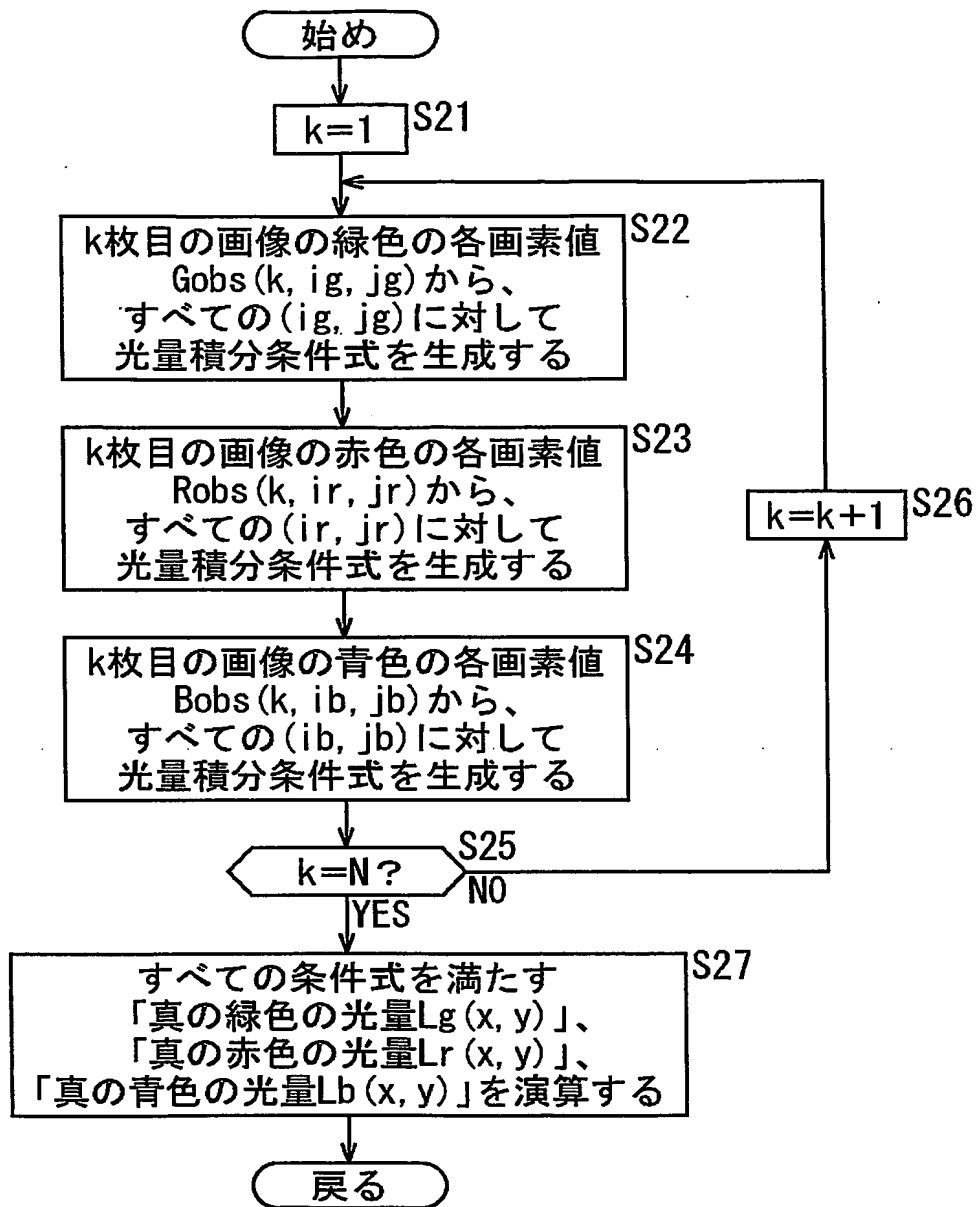 始め
k=1
S21
k枚目の画像の緑色の各画素値
Gobs(k, ig, jg)から、
すべての(ig, jg)に対して
光量積分条件式を生成する
S22
k枚目の画像の赤色の各画素値
Robs(k, ir, jr)から、
すべての(ir, jr)に対して
光量積分条件式を生成する
S23
k=k+1
S26
k枚目の画像の青色の各画素値
Bobs(k, ib, jb)から、
すべての(ib, jb)に対して
光量積分条件式を生成する
S24
k=N?
S25
NO
YES
すべての条件式を満たす
「真の緑色の光量Lg(x, y)」、
「真の赤色の光量Lr(x, y)」、
「真の青色の光量Lb(x, y)」を演算する
S27
戻る